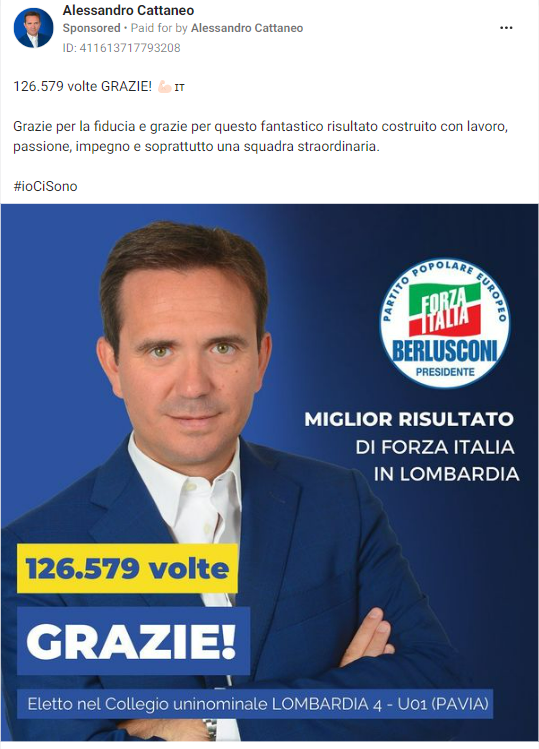 Alessandro Cattaneo
Sponsored • Paid for by Alessandro Cattaneo
ID: 411613717793208
126.579 volte GRAZIE! 💪🏻 IT
Grazie per la fiducia e grazie per questo fantastico risultato costruito con lavoro,
passione, impegno e soprattutto una squadra straordinaria.
#ioCiSono
PARTITO POPOLARE EUROPEO
FORZA
ITALIA
BERLUSCONI
PRESIDENTE
MIGLIOR RISULTATO
DI FORZA ITALIA
IN LOMBARDIA
126.579 volte
GRAZIE!
Eletto nel Collegio uninominale LOMBARDIA 4 - U01 (PAVIA)